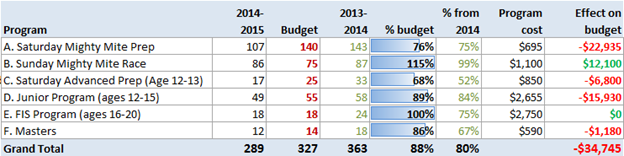 Program 2014-2015 Budget 2013-2014 % budget % from 2014 Program cost Effect on budget
A. Saturday Mighty Mite Prep 107 140 143 76% 75% $695 -$22,935
B. Sunday Mighty Mite Race 86 75 87 115% 99% $1,100 $12,100
C. Saturday Advanced Prep (Age 12-13) 17 25 33 68% 52% $850 -$6,800
D. Junior Program (ages 12-15) 49 55 58 89% 84% $2,655 -$15,930
E. FIS Program (ages 16-20) 18 18 24 100% 75% $2,750 $0
F. Masters 12 14 18 86% 67% $590 -$1,180
Grand Total 289 327 363 88% 80% -$34,745